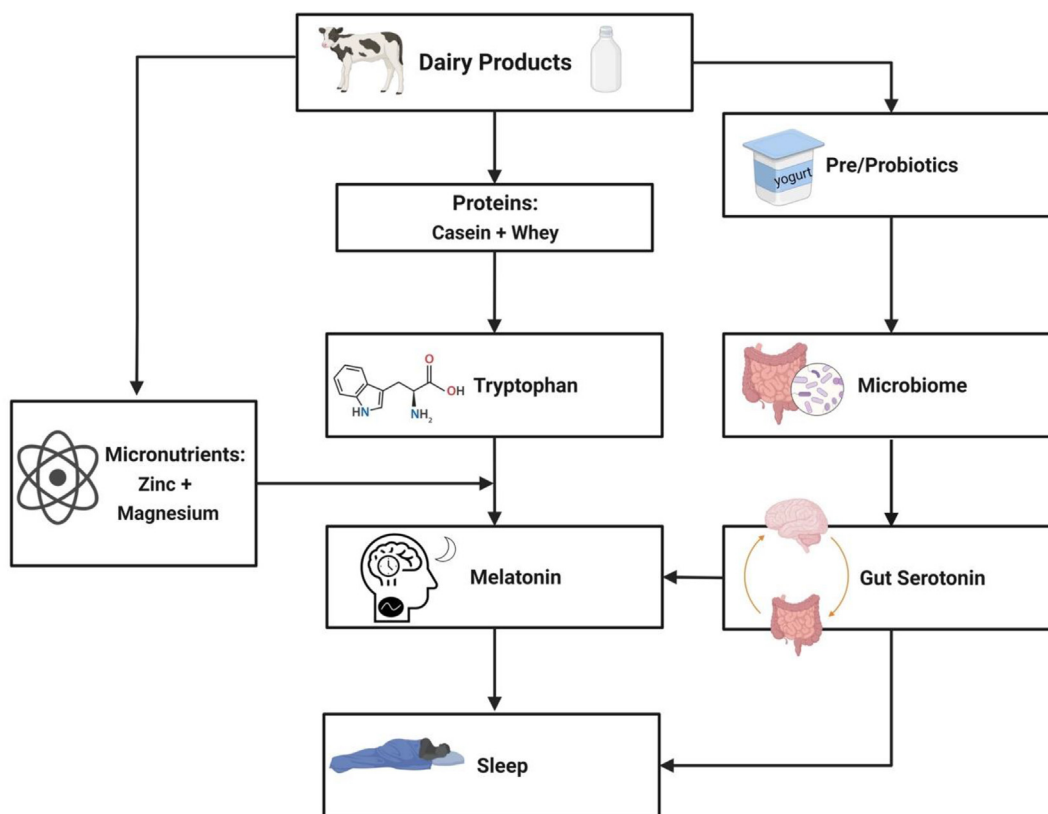 Dairy Products
yogurt
Pre/Probiotics
Proteins:
Casein + Whey
O
OH
HN
NH₂
Tryptophan
Microbiome
Micronutrients:
Zinc +
Magnesium
Melatonin
Gut Serotonin
Sleep